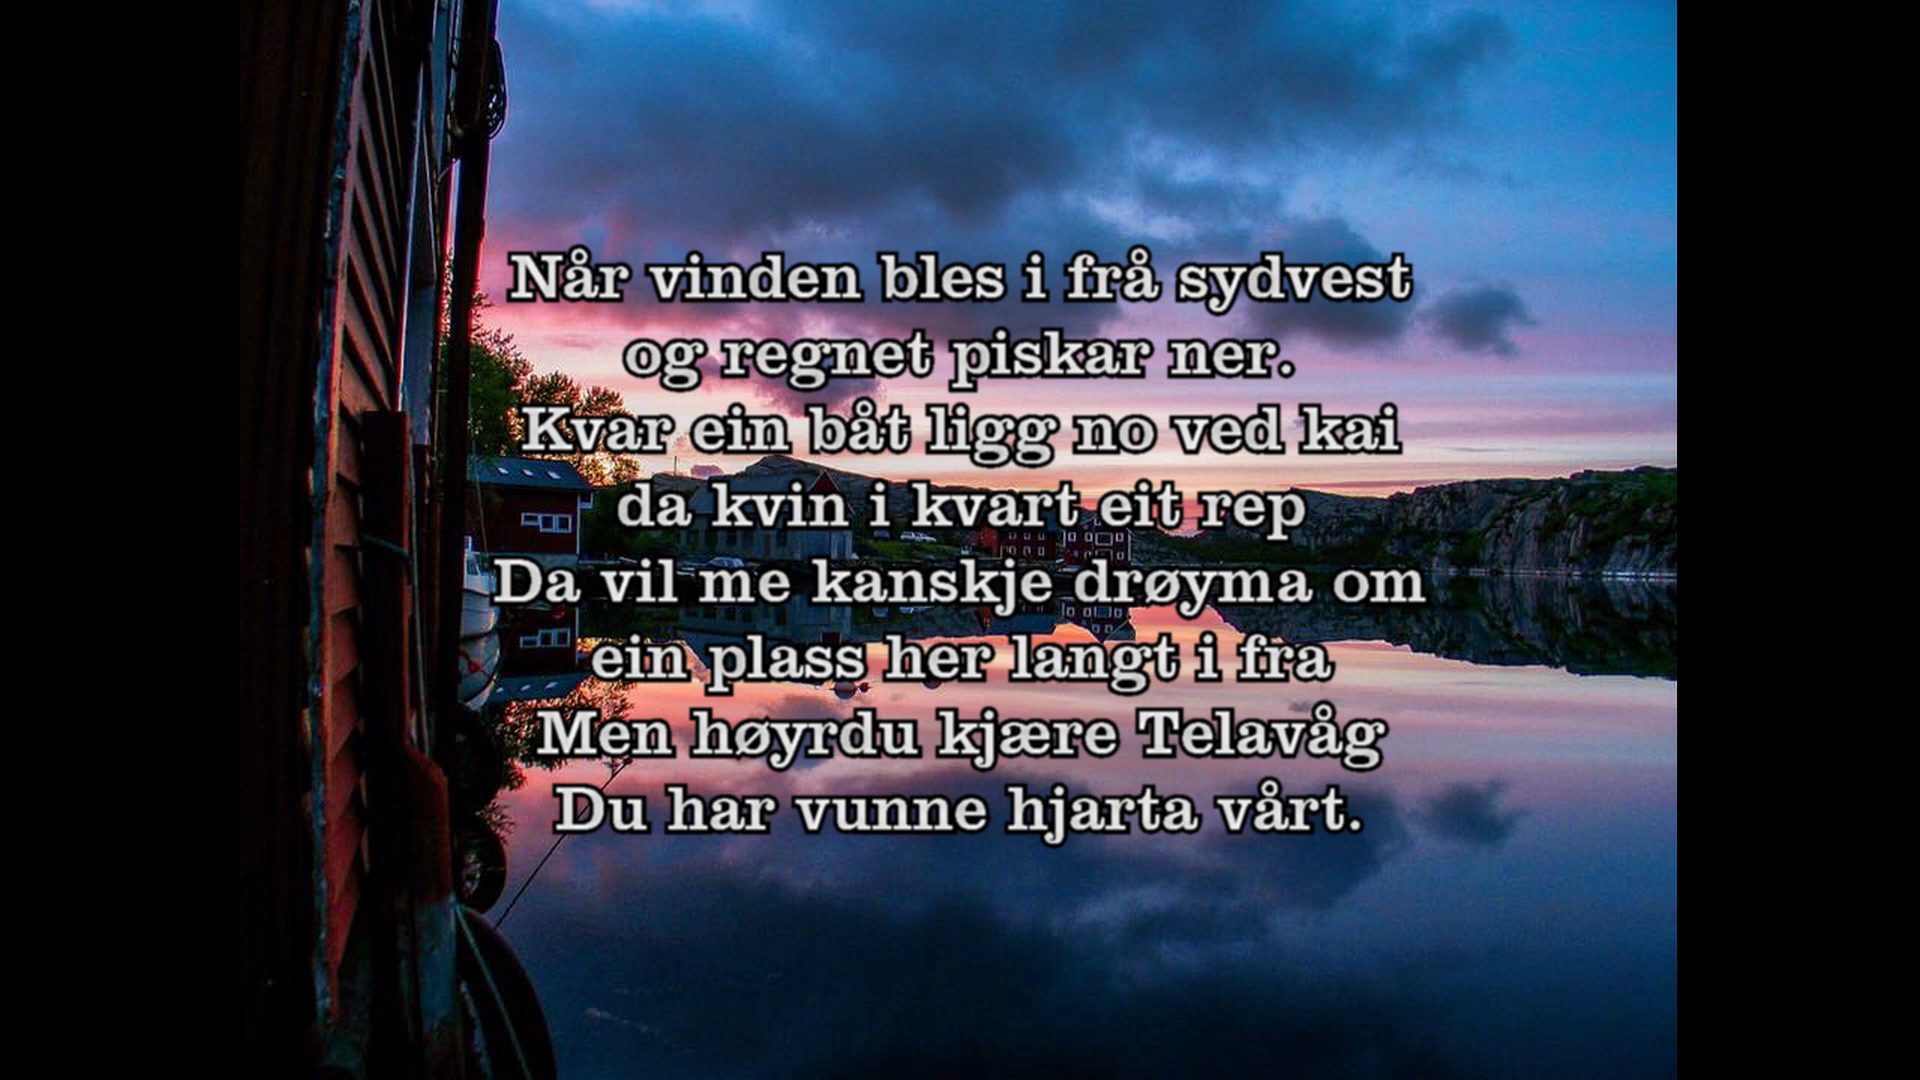 Når vinden bles i frå sydvest
og regnet piskar ner.
Kvar ein båt ligg no ved kai
da kvin i kvart eit rep
Da vil me kanskje drøyma om
ein plass her langt i fra
Men høyrdu kjære Telavåg
Du har vunne hjarta vårt.